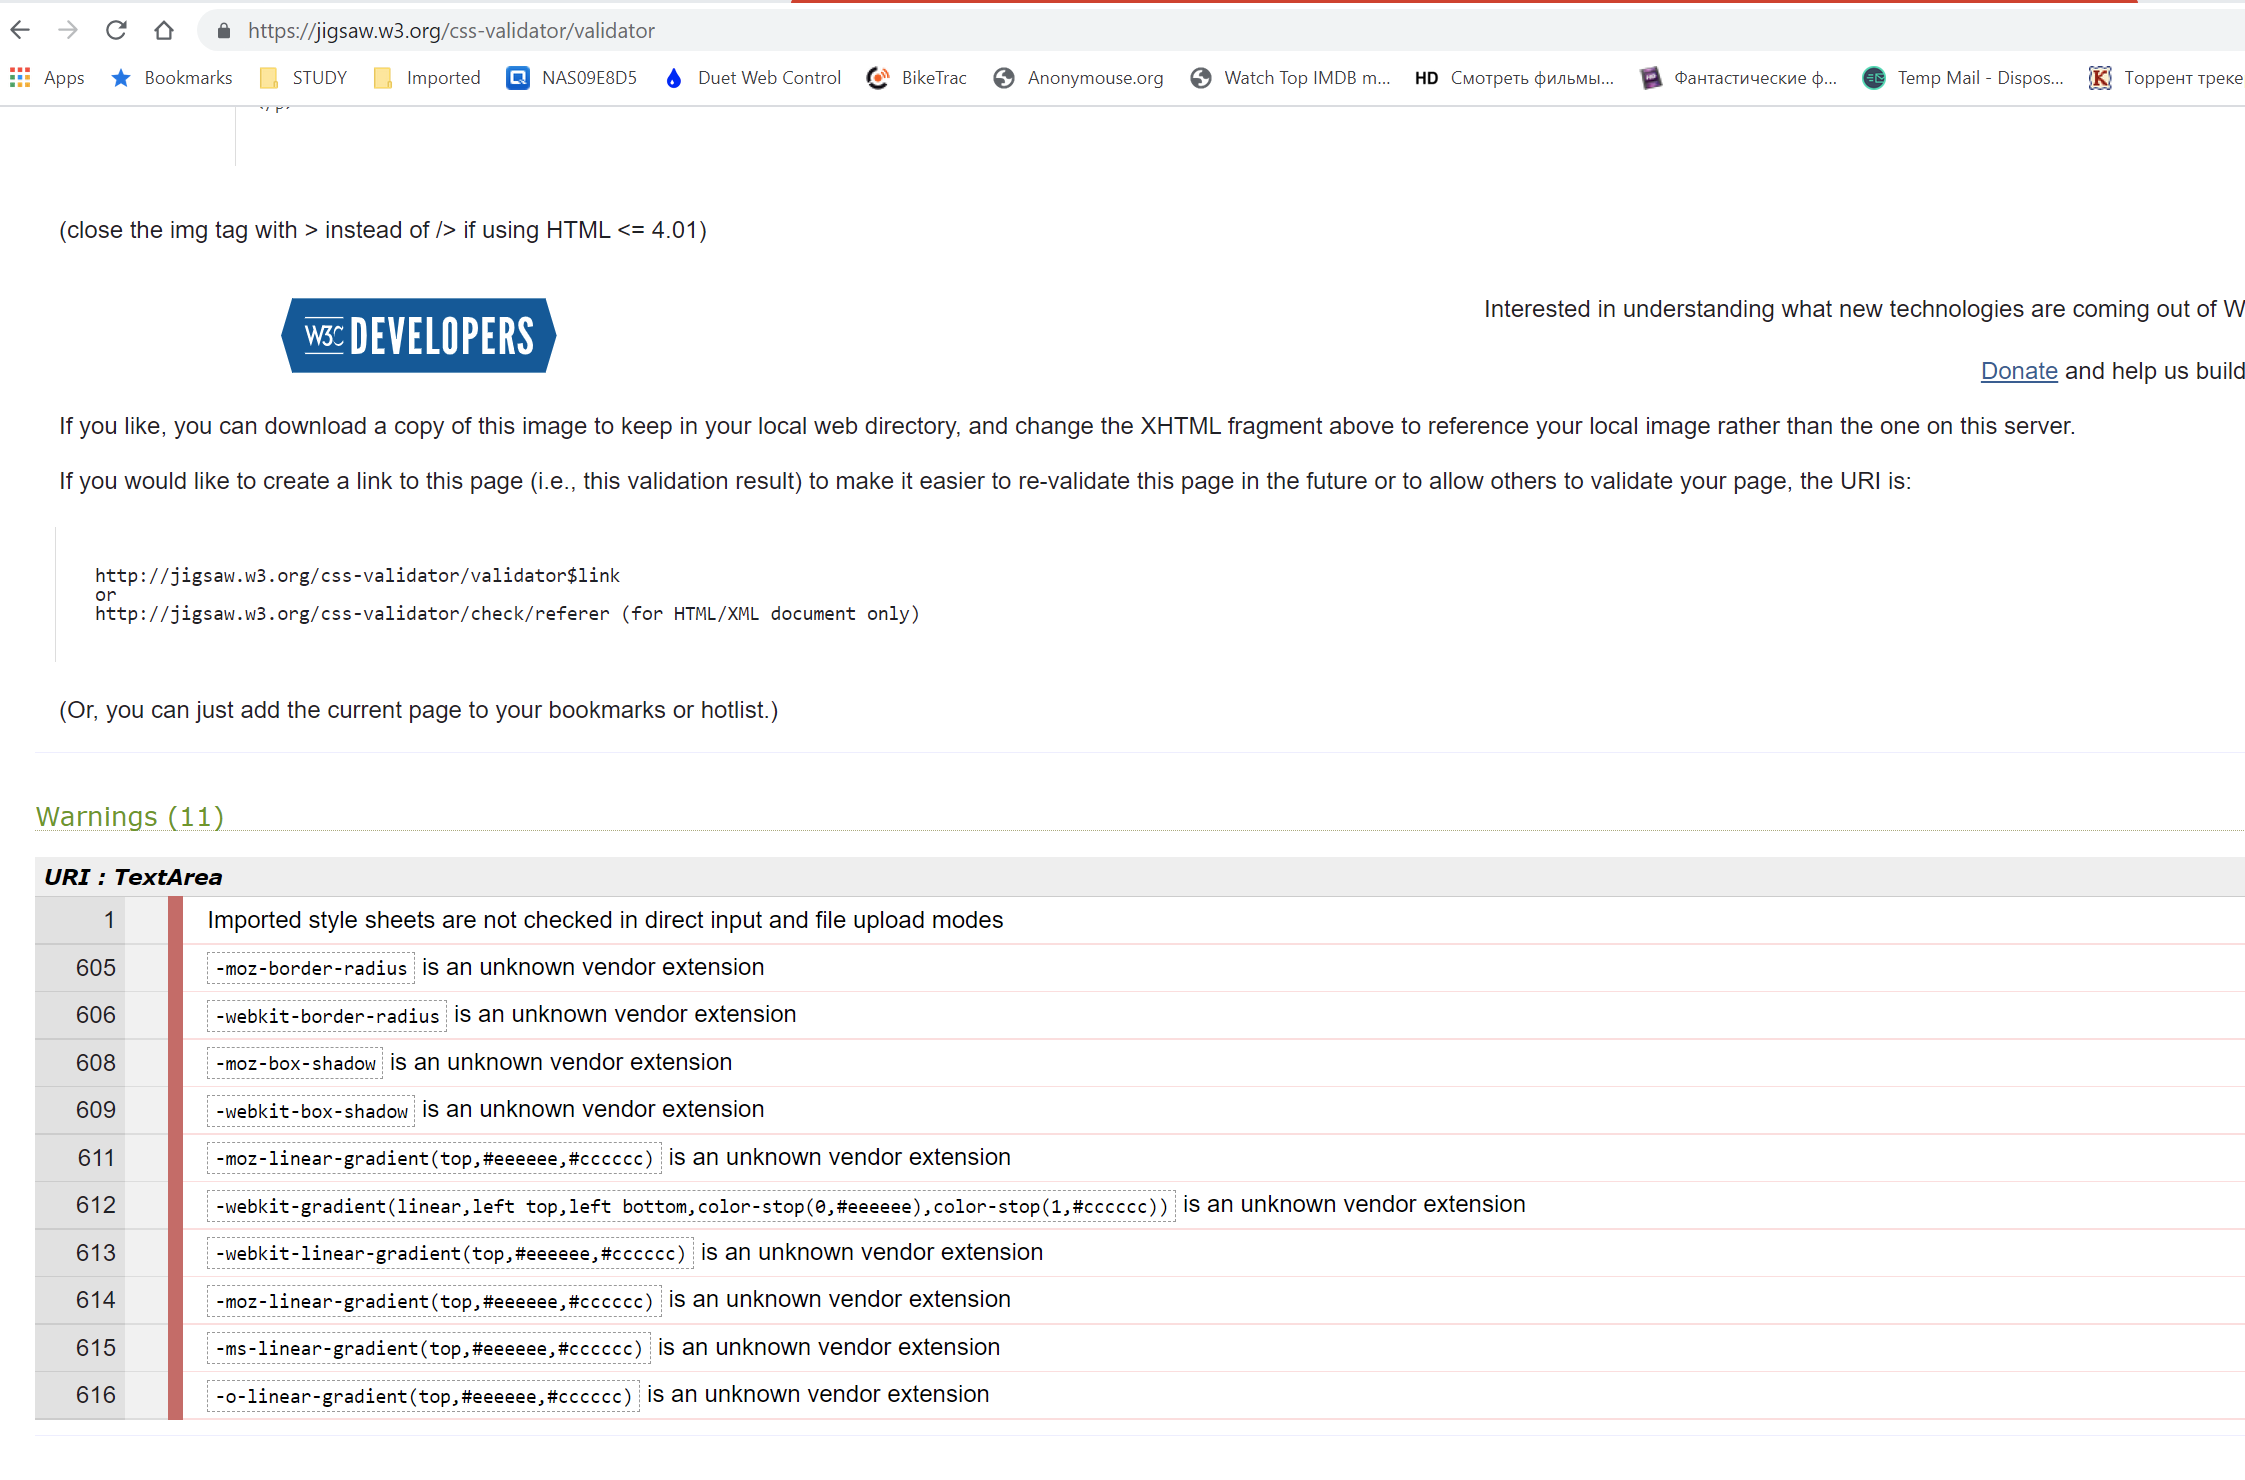 https://jigsaw.w3.org/css-validator/validator
Apps Bookmarks STUDY Imported NAS09E8D5 Duet Web Control BikeTrac Anonymouse.org Watch Top IMDB m... HD Смотреть фильмы... Фантастические ф... Temp Mail - Dispos... Торрент треке
(close the img tag with > instead of /> if using HTML <= 4.01)
W3C DEVELOPERS
Interested in understanding what new technologies are coming out of W
Donate and help us build
If you like, you can download a copy of this image to keep in your local web directory, and change the XHTML fragment above to reference your local image rather than the one on this server.
If you would like to create a link to this page (i.e., this validation result) to make it easier to re-validate this page in the future or to allow others to validate your page, the URI is:
http://jigsaw.w3.org/css-validator/validator$link
or
http://jigsaw.w3.org/css-validator/check/referer (for HTML/XML document only)
(Or, you can just add the current page to your bookmarks or hotlist.)
Warnings (11)
URI : TextArea
1 Imported style sheets are not checked in direct input and file upload modes
605 -moz-border-radius is an unknown vendor extension
606 -webkit-border-radius is an unknown vendor extension
608 -moz-box-shadow is an unknown vendor extension
609 -webkit-box-shadow is an unknown vendor extension
611 -moz-linear-gradient(top,#eeeeee,#cccccc) is an unknown vendor extension
612 -webkit-gradient(linear,left top,left bottom,color-stop(0,#eeeeee),color-stop(1,#cccccc)) is an unknown vendor extension
613 -webkit-linear-gradient(top,#eeeeee,#cccccc) is an unknown vendor extension
614 -moz-linear-gradient(top,#eeeeee,#cccccc) is an unknown vendor extension
615 -ms-linear-gradient(top,#eeeeee,#cccccc) is an unknown vendor extension
616 -o-linear-gradient(top,#eeeeee,#cccccc) is an unknown vendor extension